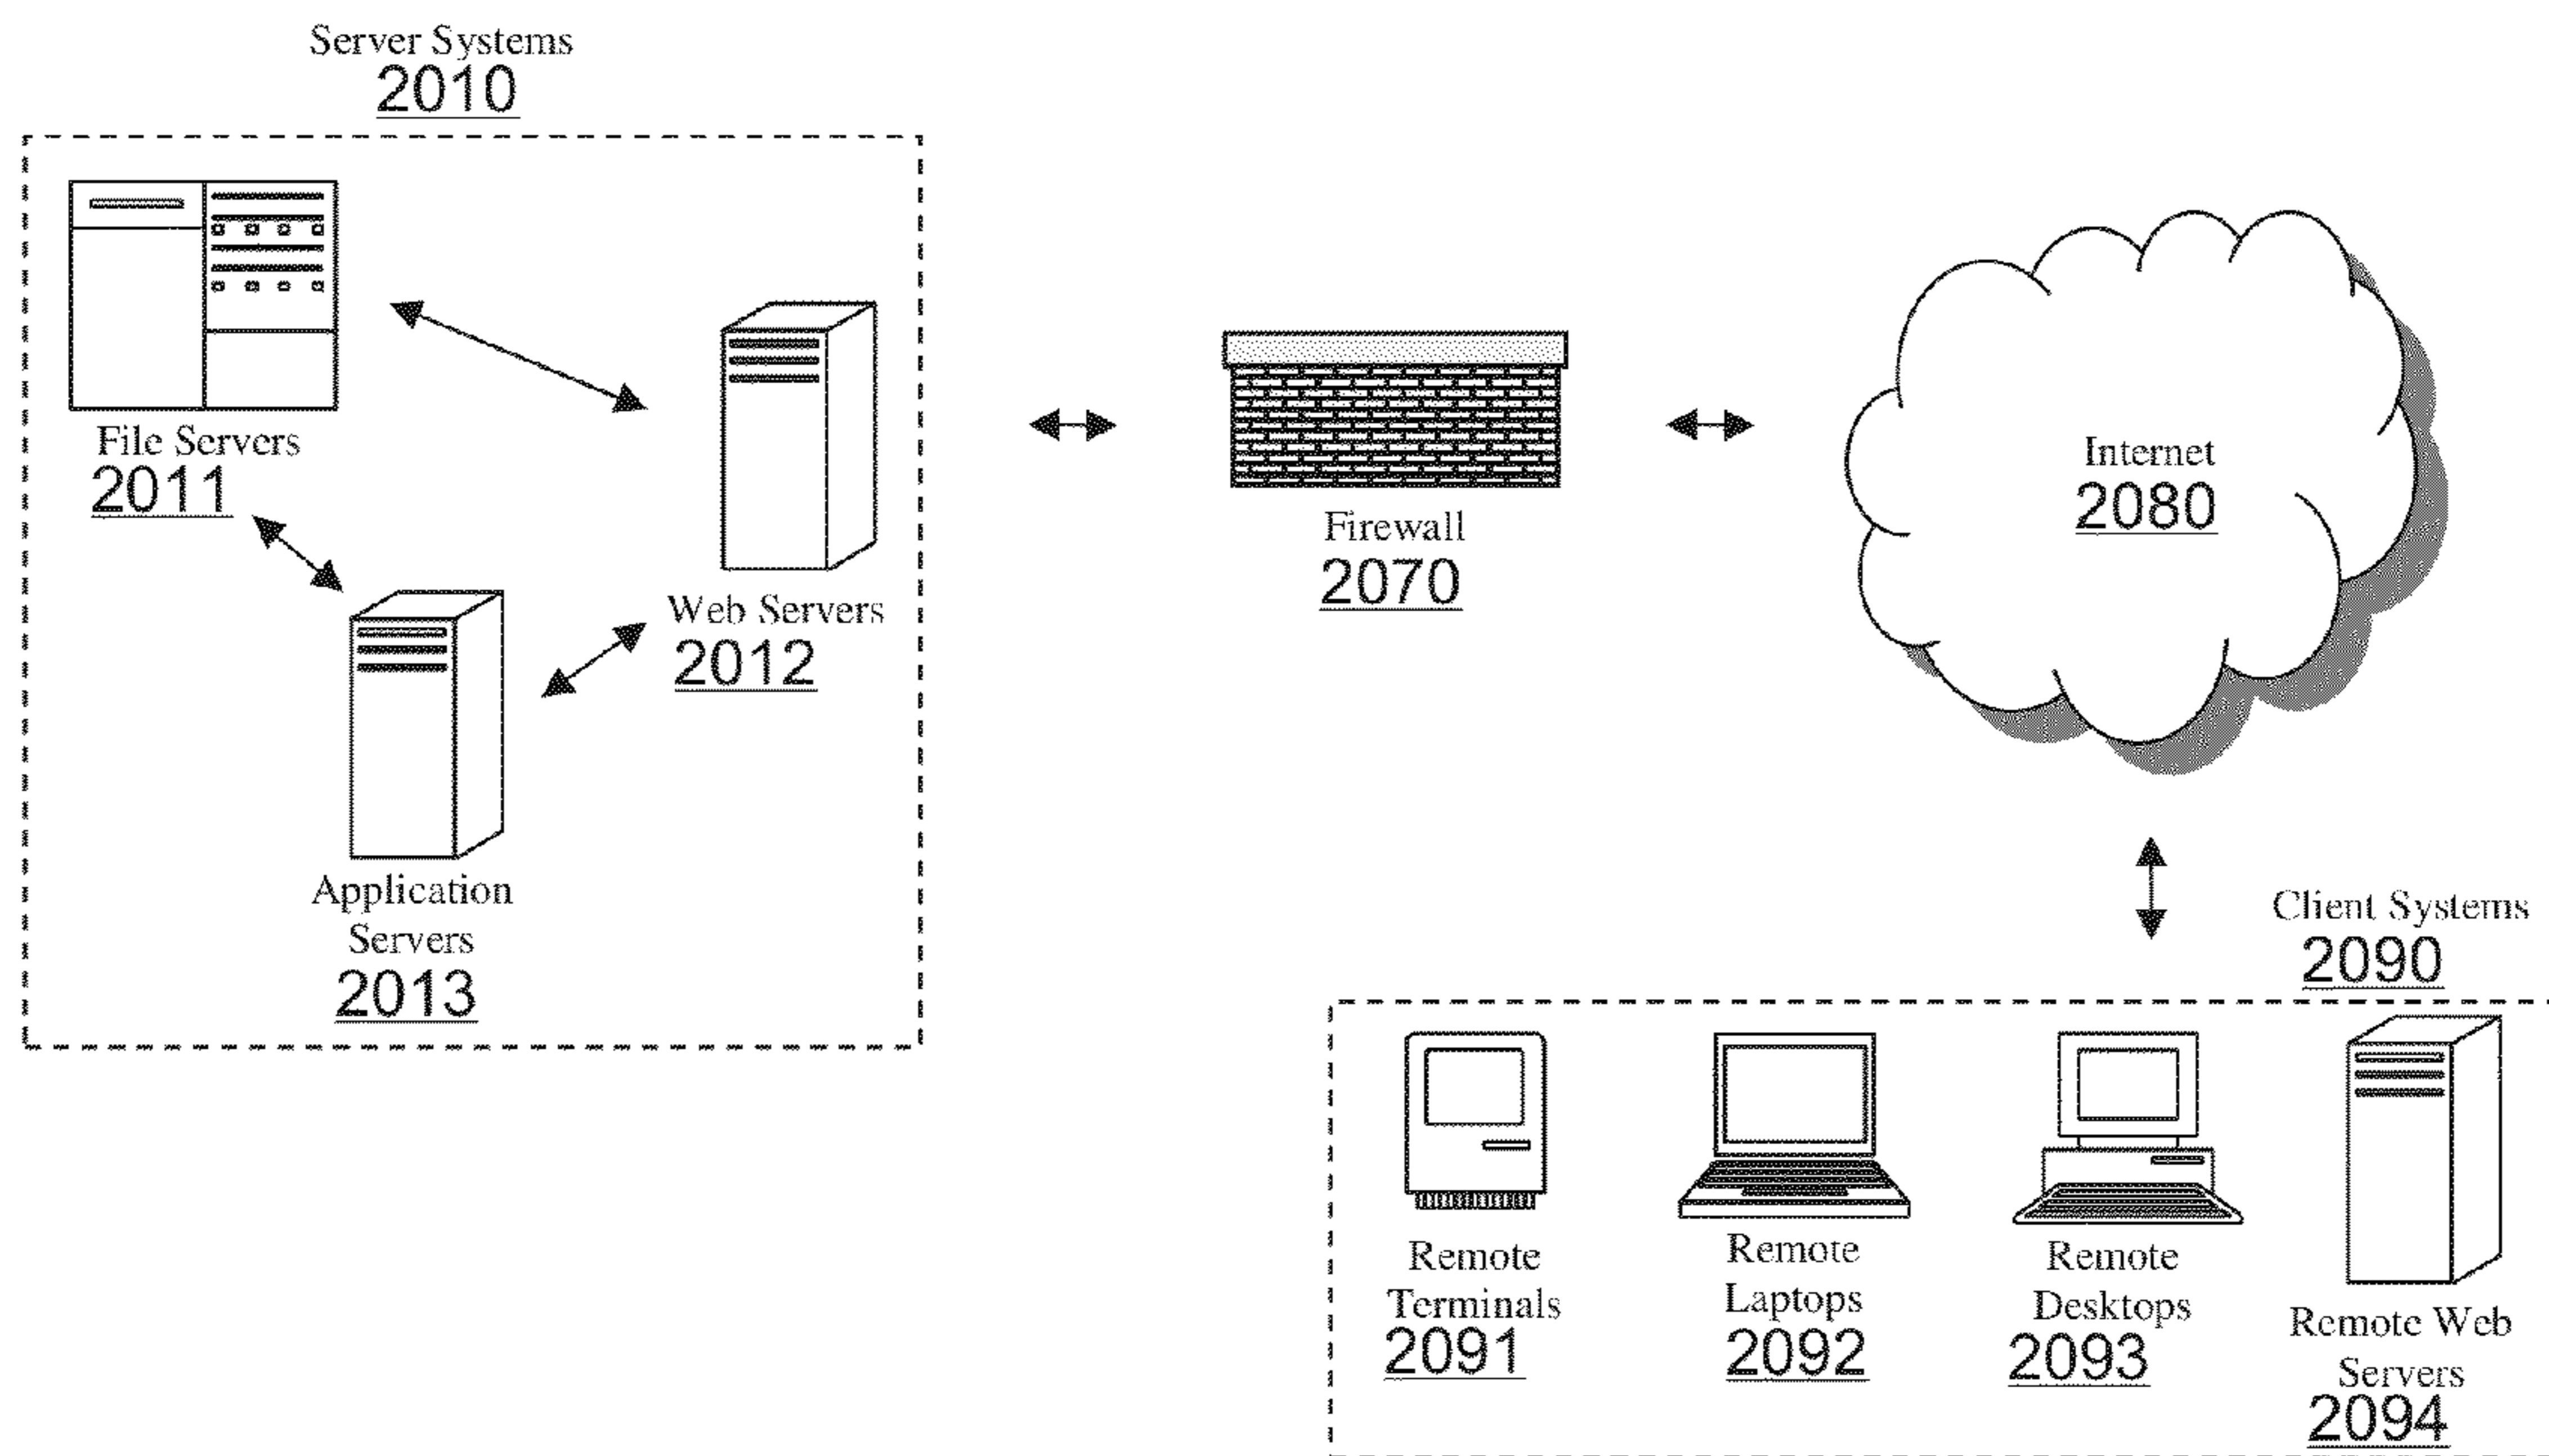 Server Systems
2010
File Servers
2011
Web Servers
2012
Application
Servers
2013
Firewall
2070
Internet
2080
Client Systems
2090
Remote
Terminals
2091
Remote
Laptops
2092
Remote
Desktops
2093
Remote Web
Servers
2094